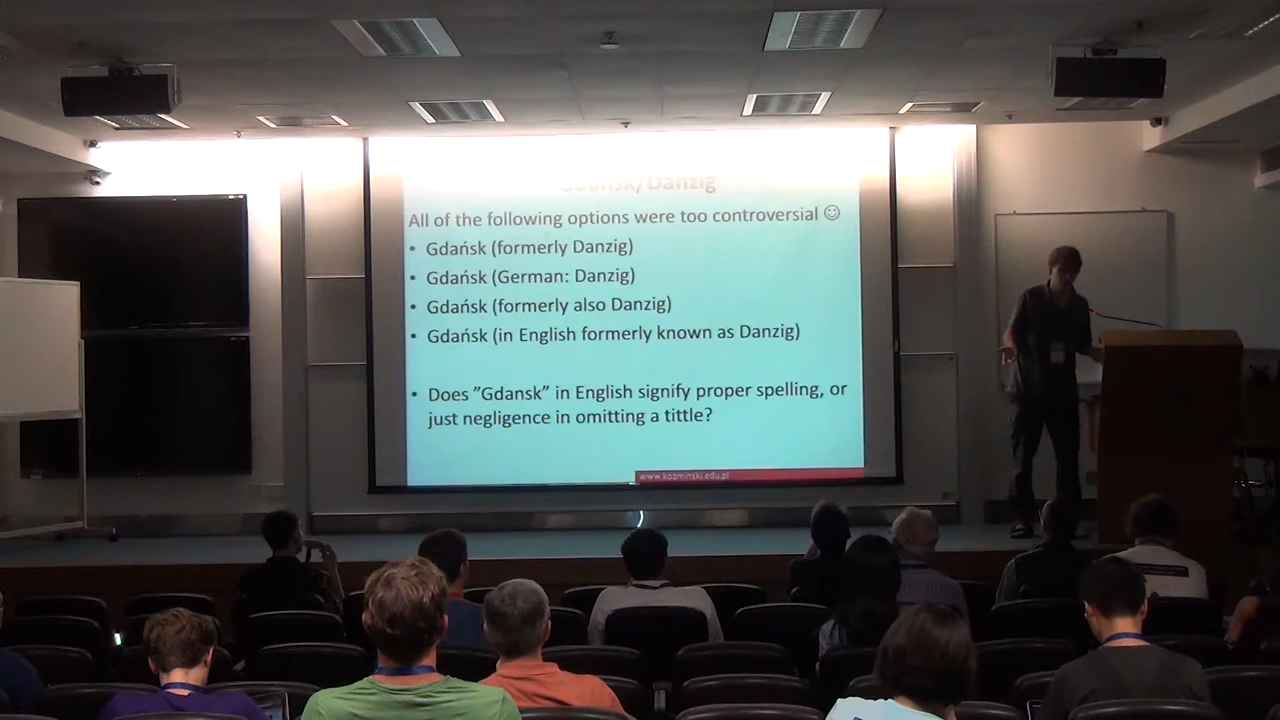 Gdansk/Danzig
All of the following options were too controversial ☺
• Gdańsk (formerly Danzig)
• Gdańsk (German: Danzig)
• Gdańsk (formerly also Danzig)
• Gdańsk (in English formerly known as Danzig)
• Does ”Gdansk” in English signify proper spelling, or
just negligence in omitting a tittle?
www.kozminski.edu.pl